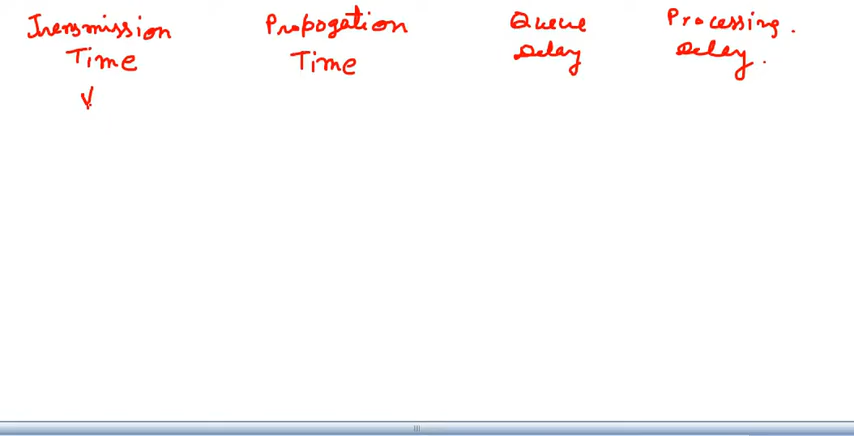 Transmission Propogation Queue Processing.
Time Time Delay Delay.